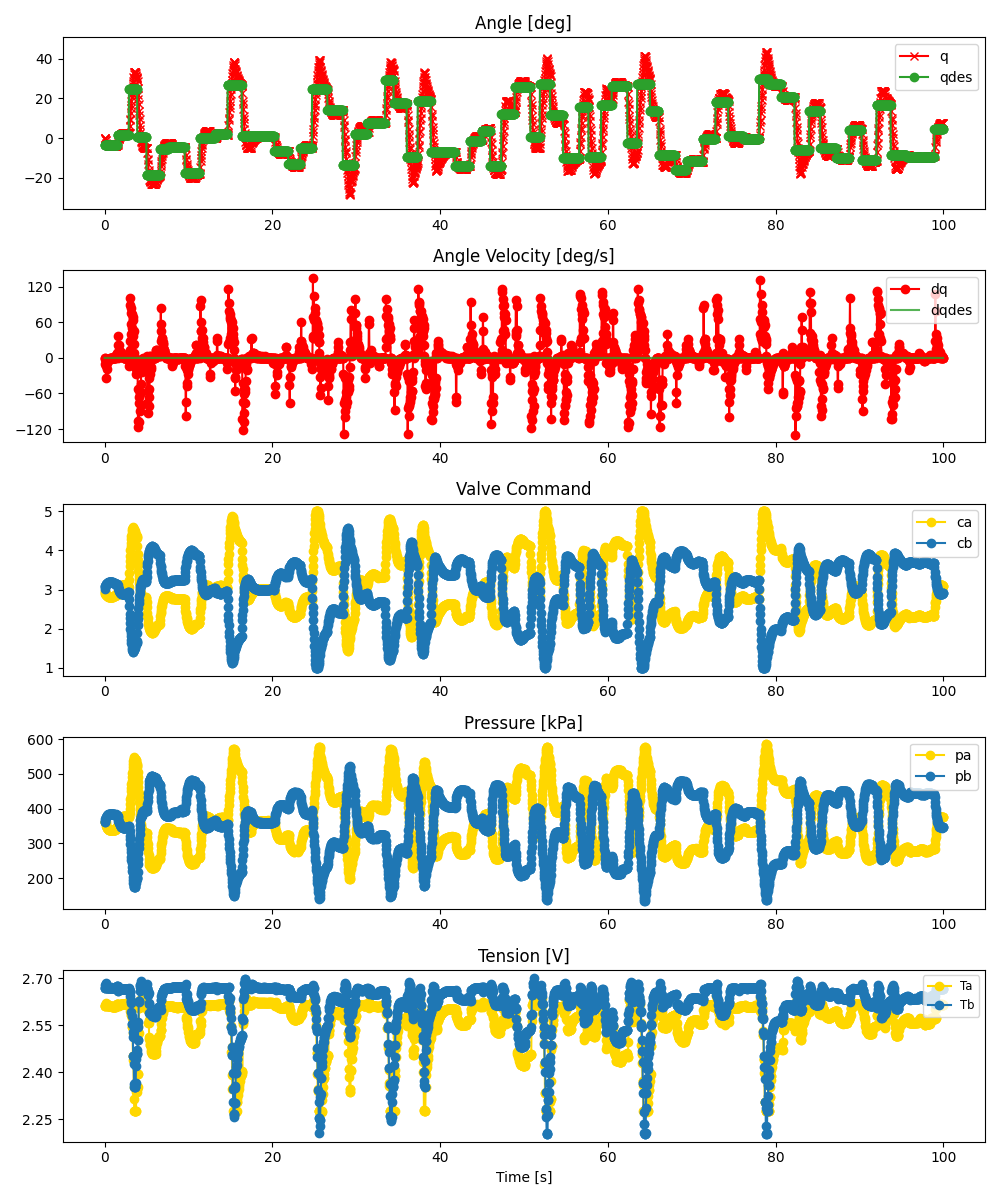 Angle [deg]
40
20
0
−20
q
qdes
0 20 40 60 80 100
Angle Velocity [deg/s]
120
60
0
−60
−120
dq
dqdes
0 20 40 60 80 100
Valve Command
5
4
3
2
1
ca
cb
0 20 40 60 80 100
Pressure [kPa]
600
500
400
300
200
pa
pb
0 20 40 60 80 100
Tension [V]
2.70
2.55
2.40
2.25
Ta
Tb
0 20 40 60 80 100
Time [s]